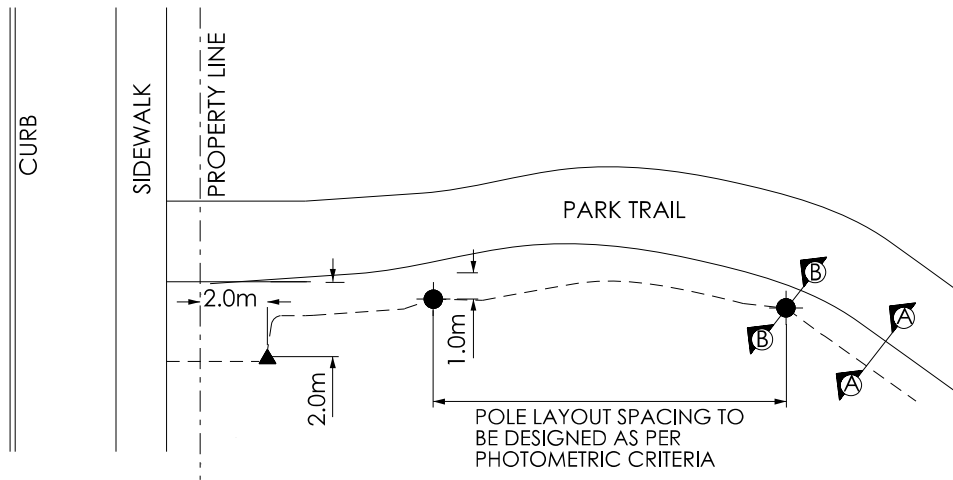 CURB
SIDEWALK
PROPERTY LINE
PARK TRAIL
B
2.0m
A
B
1.0m
A
2.0m
POLE LAYOUT SPACING TO
BE DESIGNED AS PER
PHOTOMETRIC CRITERIA